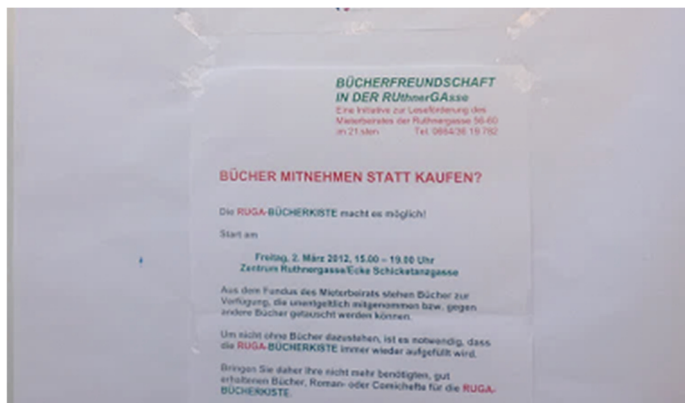 BÜCHERFREUNDSCHAFT
IN DER RUthnerGAsse
Eine Initiative zur Leseförderung des
Mieterbeirates der Ruthnergasse 56-60
im 21.sten Tel. 0664/36 19 762
BÜCHER MITNEHMEN STATT KAUFEN?
Die RUGA-BÜCHERKISTE macht es möglich!
Start am
Freitag, 2. März 2012, 15.00 – 19.00 Uhr
Zentrum Ruthnergasse/Ecke Schicketanzgasse
Aus dem Fundus des Mieterbeirats stehen Bücher zur
Verfügung, die unentgeltlich mitgenommen bzw. gegen
andere Bücher getauscht werden können.
Um nicht ohne Bücher dazustehen, ist es notwendig, dass
die RUGA-BÜCHERKISTE immer wieder aufgefüllt wird.
Bringen Sie daher Ihre nicht mehr benötigten, gut
erhaltenen Bücher, Roman- oder Comichefte für die RUGA-
BÜCHERKISTE.